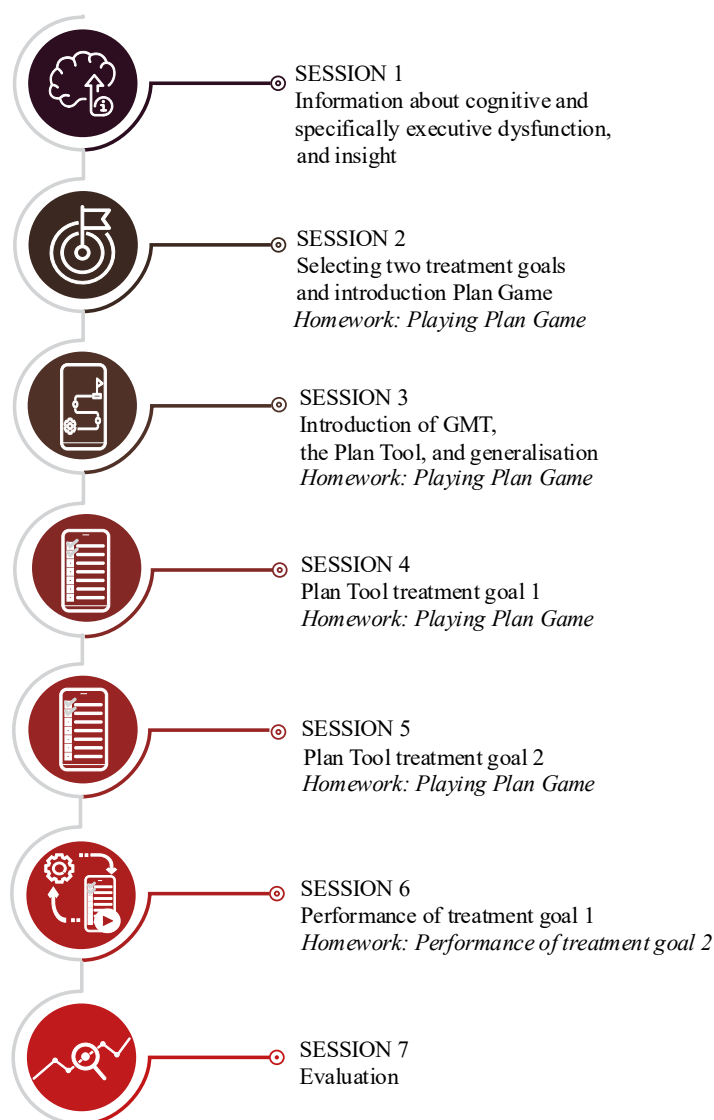 SESSION 1
Information about cognitive and
specifically executive dysfunction,
and insight
SESSION 2
Selecting two treatment goals
and introduction Plan Game
Homework: Playing Plan Game
SESSION 3
Introduction of GMT,
the Plan Tool, and generalisation
Homework: Playing Plan Game
SESSION 4
Plan Tool treatment goal 1
Homework: Playing Plan Game
SESSION 5
Plan Tool treatment goal 2
Homework: Playing Plan Game
SESSION 6
Performance of treatment goal 1
Homework: Performance of treatment goal 2
SESSION 7
Evaluation